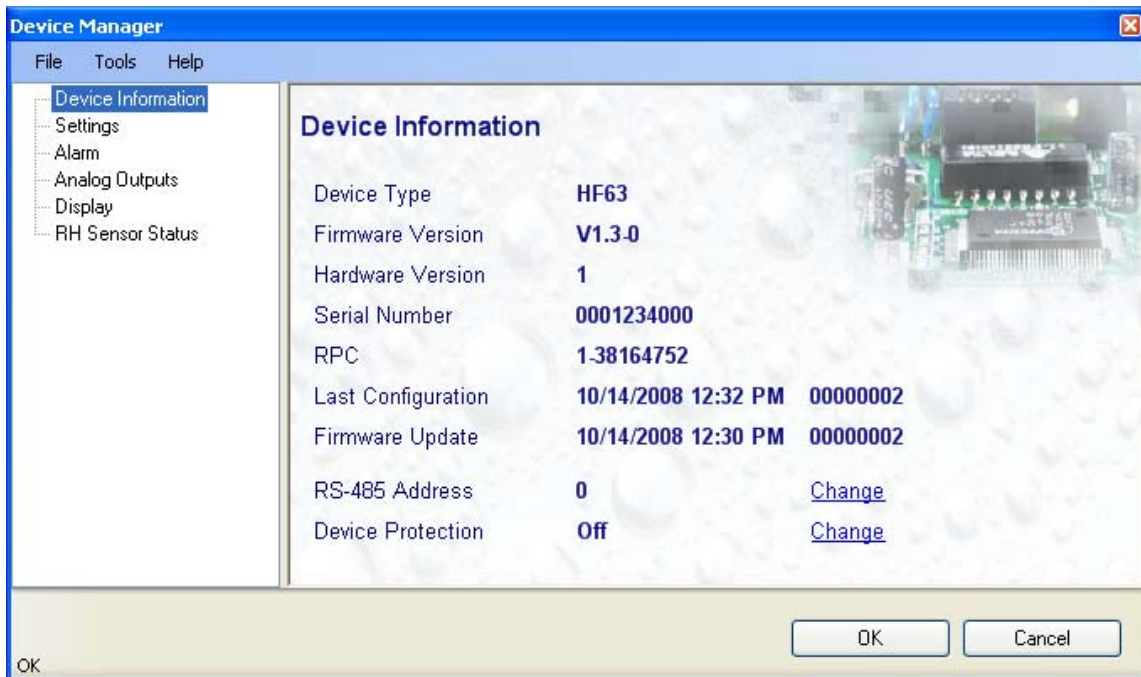 Device Manager
File Tools Help
Device Information
Settings
Alarm
Analog Outputs
Display
RH Sensor Status
Device Information
Device Type HF63
Firmware Version V1.3-0
Hardware Version 1
Serial Number 0001234000
RPC 1-38164752
Last Configuration 10/14/2008 12:32 PM 00000002
Firmware Update 10/14/2008 12:30 PM 00000002
RS-485 Address 0 Change
Device Protection Off Change
OK Cancel
OK